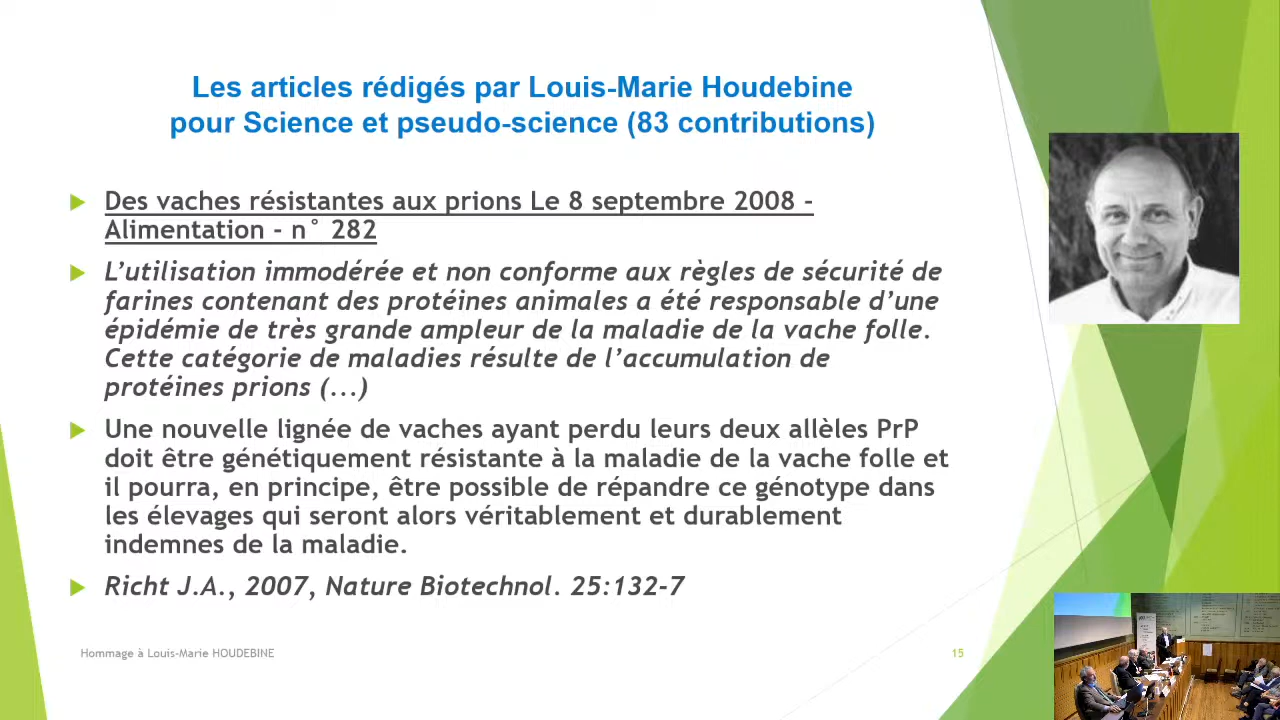 Les articles rédigés par Louis-Marie Houdebine
pour Science et pseudo-science (83 contributions)
Des vaches résistantes aux prions Le 8 septembre 2008 -
Alimentation - n° 282
L’utilisation immodérée et non conforme aux règles de sécurité de
farines contenant des protéines animales a été responsable d’une
épidémie de très grande ampleur de la maladie de la vache folle.
Cette catégorie de maladies résulte de l’accumulation de
protéines prions (...)
Une nouvelle lignée de vaches ayant perdu leurs deux allèles PrP
doit être génétiquement résistante à la maladie de la vache folle et
il pourra, en principe, être possible de répandre ce génotype dans
les élevages qui seront alors véritablement et durablement
indemnes de la maladie.
Richt J.A., 2007, Nature Biotechnol. 25:132-7
Hommage à Louis-Marie HOUDEBINE
15